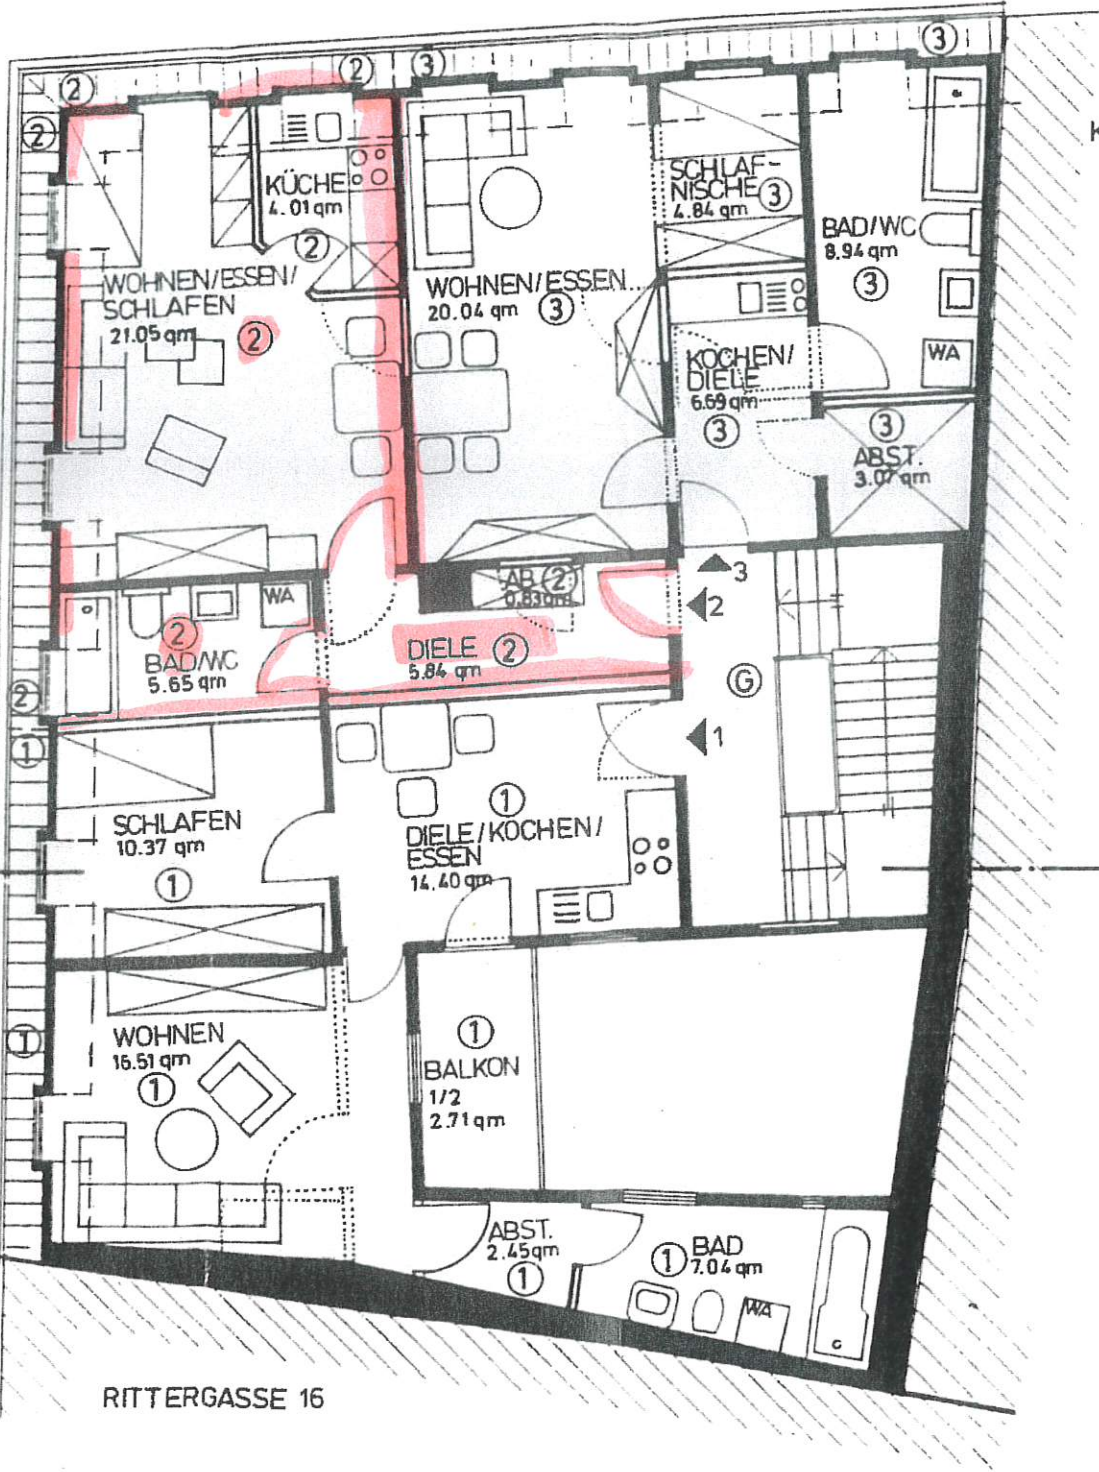 2
2
3
3
2
KÜCHE
4.01 qm
2
SCHLAF-
NISCHE
4.84 qm
3
BAD/WC
8.94 qm
3
WOHNEN/ESSEN/
SCHLAFEN
21.05 qm
2
WOHNEN/ESSEN
20.04 qm
3
KOCHEN/
DIELE
6.69 qm
3
WA
3
ABST.
3.07 qm
AB. 2
0.83 qm
3
2
WA
2
BAD/WC
5.65 qm
DIELE 2
5.84 qm
G
2
1
1
SCHLAFEN
10.37 qm
1
1
DIELE/KOCHEN/
ESSEN
14.40 qm
1
WOHNEN
16.51 qm
1
1
BALKON
1/2
2.71 qm
ABST.
2.45 qm
1
1 BAD
7.04 qm
WA
RITTERGASSE 16